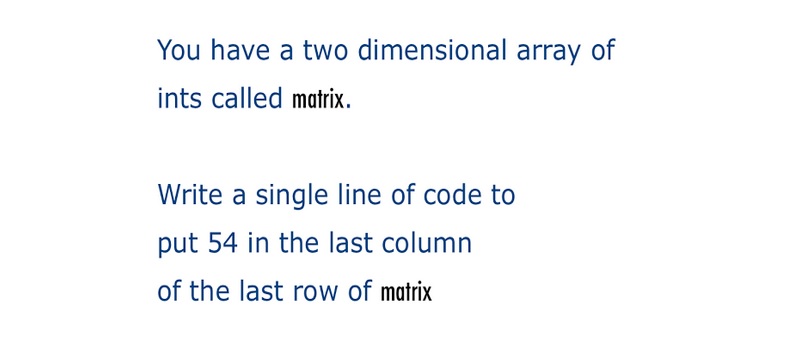 You have a two dimensional array of
ints called matrix.
Write a single line of code to
put 54 in the last column
of the last row of matrix